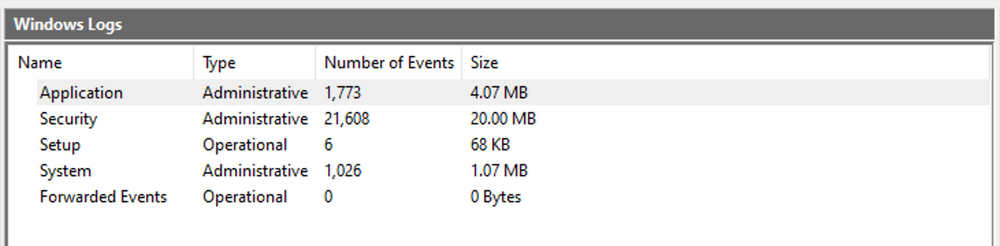 Windows Logs
Name Type Number of Events Size
Application Administrative 1,773 4.07 MB
Security Administrative 21,608 20.00 MB
Setup Operational 6 68 KB
System Administrative 1,026 1.07 MB
Forwarded Events Operational 0 0 Bytes